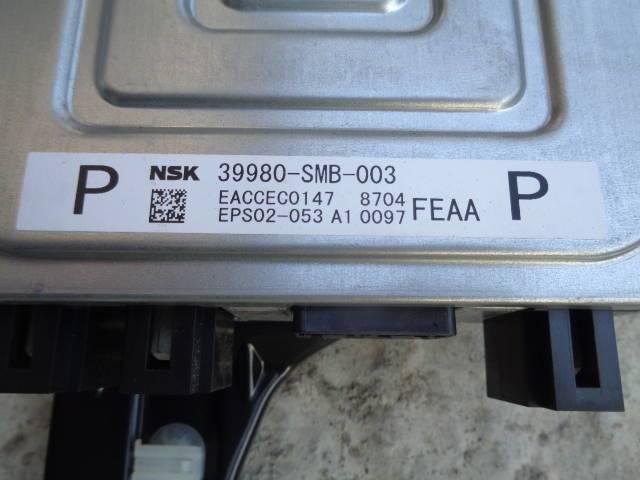 P NSK 39980-SMB-003 P
EACCEC0147 8704
EPS02-053 A1 0097 FEAA